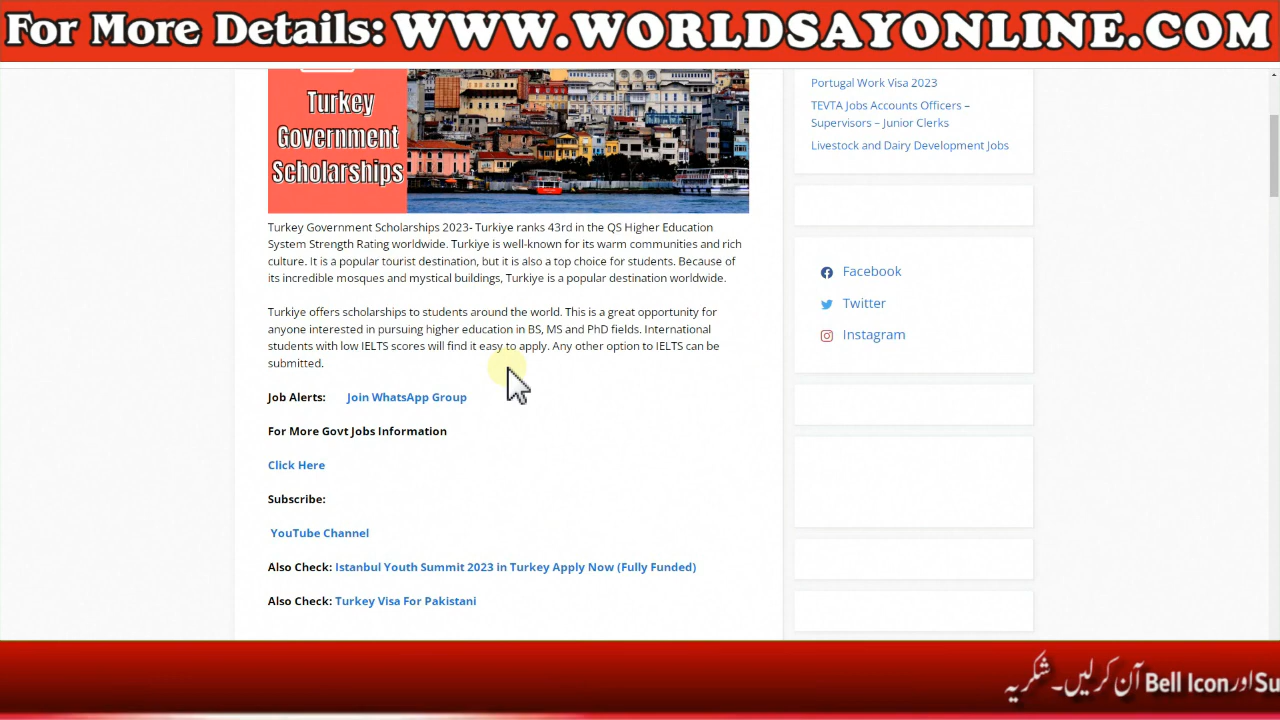 For More Details: WWW.WORLDSAYONLINE.COM
Turkey
Government
Scholarships
Turkey Government Scholarships 2023- Turkiye ranks 43rd in the QS Higher Education
System Strength Rating worldwide. Turkiye is well-known for its warm communities and rich
culture. It is a popular tourist destination, but it is also a top choice for students. Because of
its incredible mosques and mystical buildings, Turkiye is a popular destination worldwide.
Turkiye offers scholarships to students around the world. This is a great opportunity for
anyone interested in pursuing higher education in BS, MS and PhD fields. International
students with low IELTS scores will find it easy to apply. Any other option to IELTS can be
submitted.
Job Alerts: Join WhatsApp Group
For More Govt Jobs Information
Click Here
Subscribe:
YouTube Channel
Also Check: Istanbul Youth Summit 2023 in Turkey Apply Now (Fully Funded)
Also Check: Turkey Visa For Pakistani
Portugal Work Visa 2023
TEVTA Jobs Accounts Officers –
Supervisors – Junior Clerks
Livestock and Dairy Development Jobs
Facebook
Twitter
Instagram
اور Bell Icon آن کرلیں۔ شکریہ